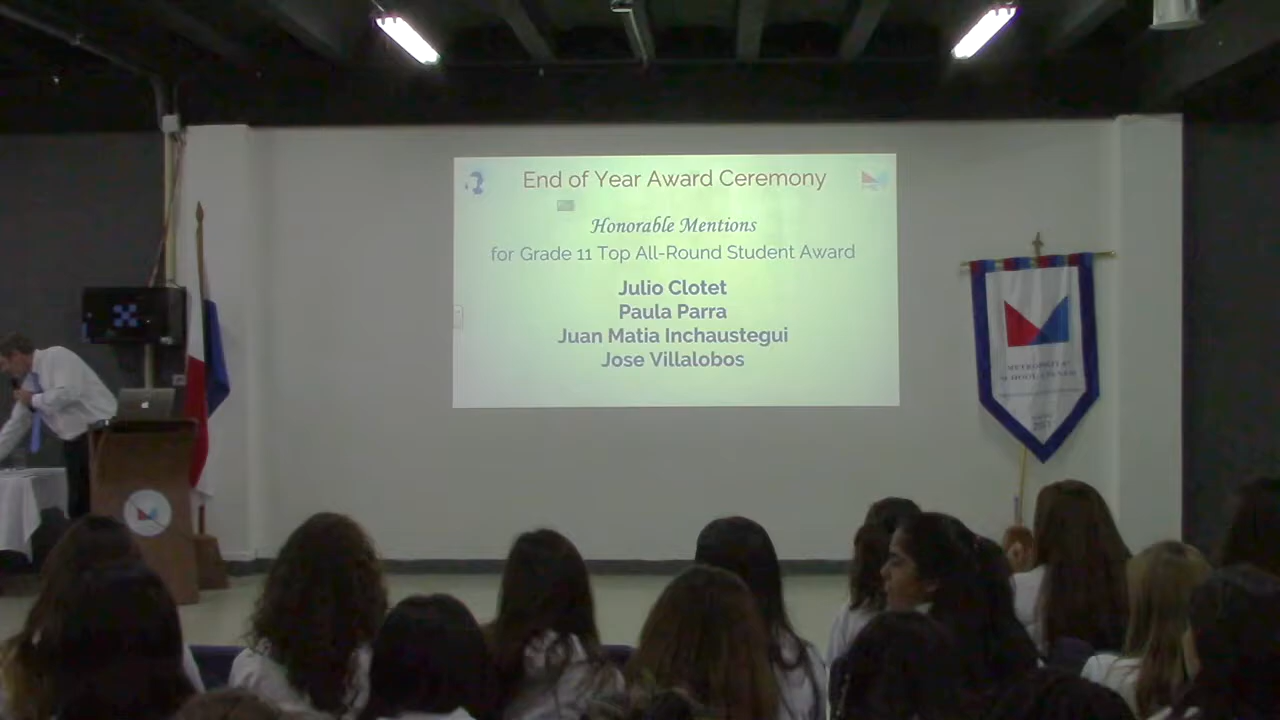 End of Year Award Ceremony
Honorable Mentions
for Grade 11 Top All-Round Student Award
Julio Clotet
Paula Parra
Juan Matia Inchaustegui
Jose Villalobos